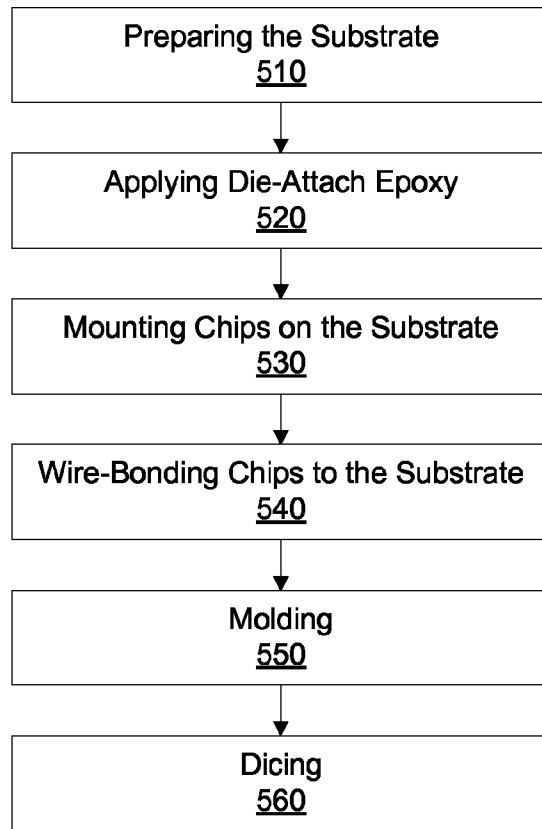 Preparing the Substrate
510
Applying Die-Attach Epoxy
520
Mounting Chips on the Substrate
530
Wire-Bonding Chips to the Substrate
540
Molding
550
Dicing
560